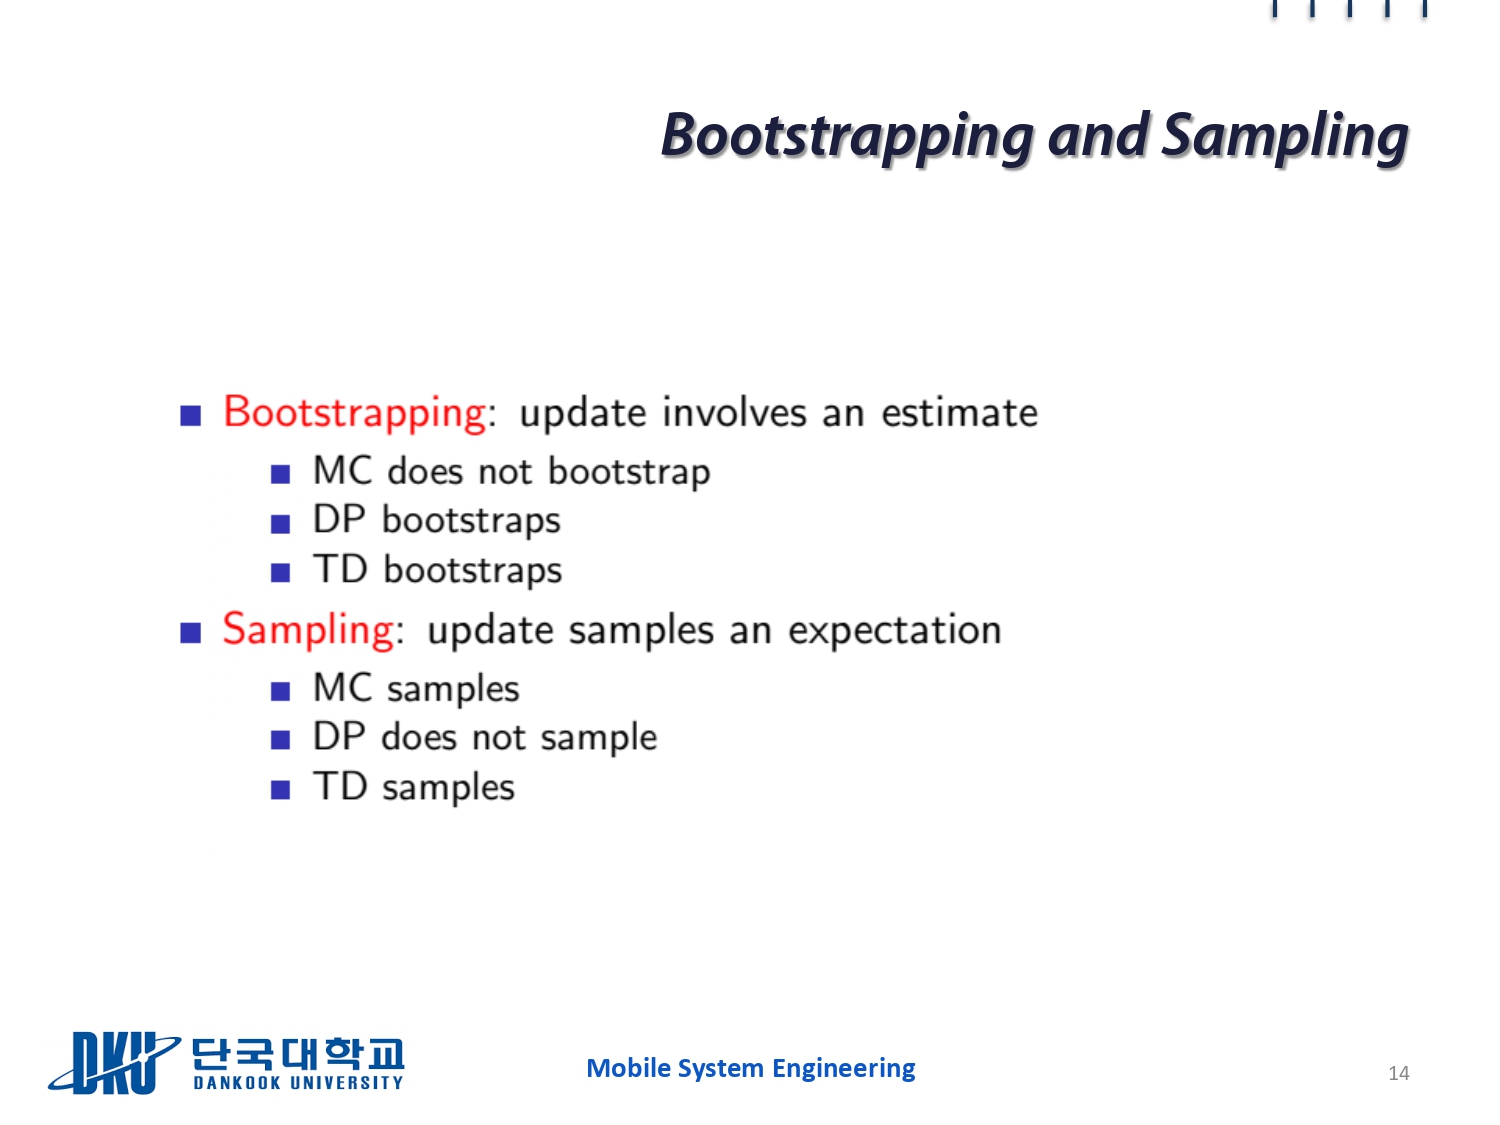 Bootstrapping and Sampling
Bootstrapping: update involves an estimate
MC does not bootstrap
DP bootstraps
TD bootstraps
Sampling: update samples an expectation
MC samples
DP does not sample
TD samples
DKU 단국대학교
DANKOOK UNIVERSITY
Mobile System Engineering
14